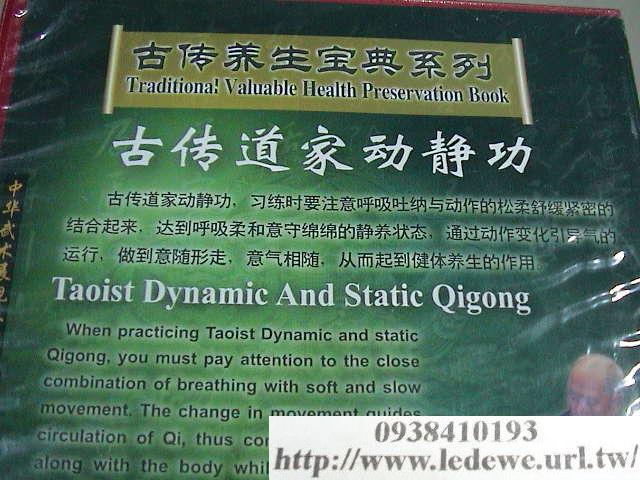 古传养生宝典系列
Traditional Valuable Health Preservation Book
古传道家动静功
古传道家动静功，习练时要注意呼吸吐纳与动作的松柔舒缓紧密的
结合起来，达到呼吸柔和意守绵绵的静养状态，通过动作变化引导气的
运行，做到意随形走，意气相随，从而起到健体养生的作用。
Taoist Dynamic And Static Qigong
When practicing Taoist Dynamic and static
Qigong, you must pay attention to the close
combination of breathing with soft and slow
movement. The change in movement guides
circulation of Qi, thus
along with the body
中华武术展现
0938410193
http://www.ledewe.url.tw/